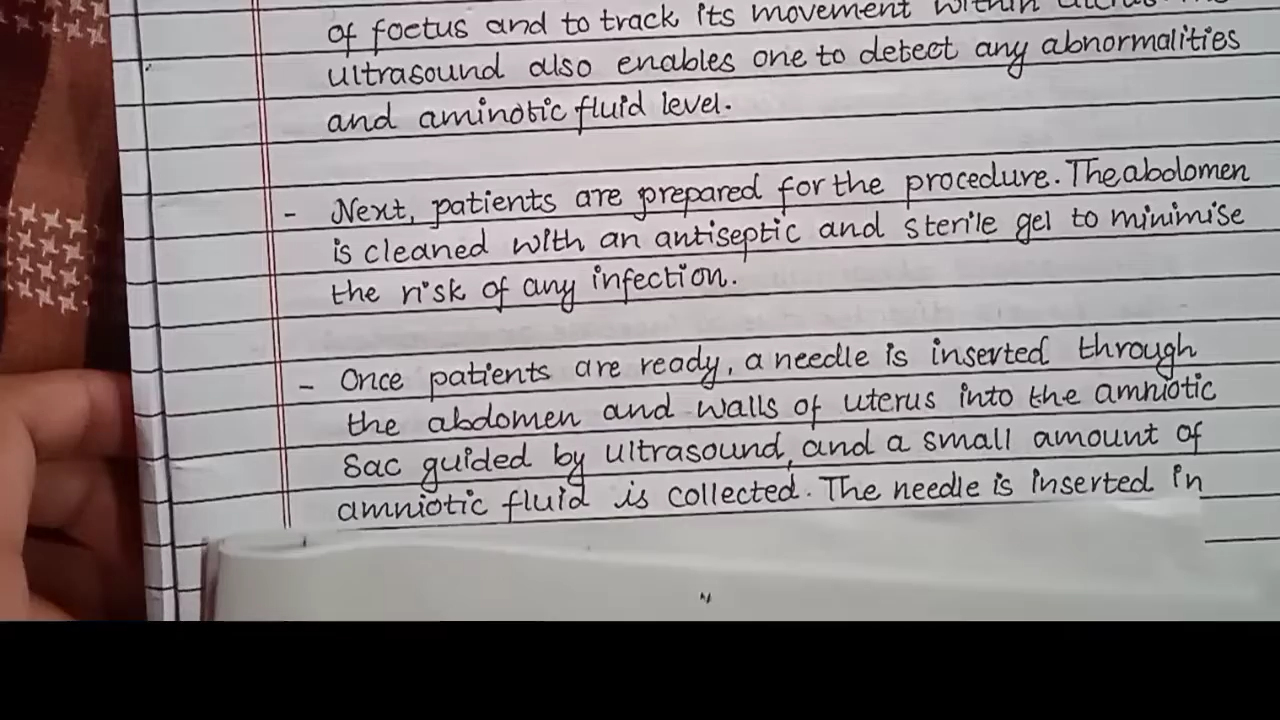 of foetus and to track its movement within uterus. The
ultrasound also enables one to detect any abnormalities
and aminotic fluid level.
- Next, patients are prepared for the procedure. The abolomen
is cleaned with an antiseptic and sterile gel to minimise
the risk of any infection.
- Once patients are ready, a needle is inserted through
the abdomen and walls of uterus into the amniotic
sac guided by ultrasound, and a small amount of
amniotic fluid is collected. The needle is inserted in